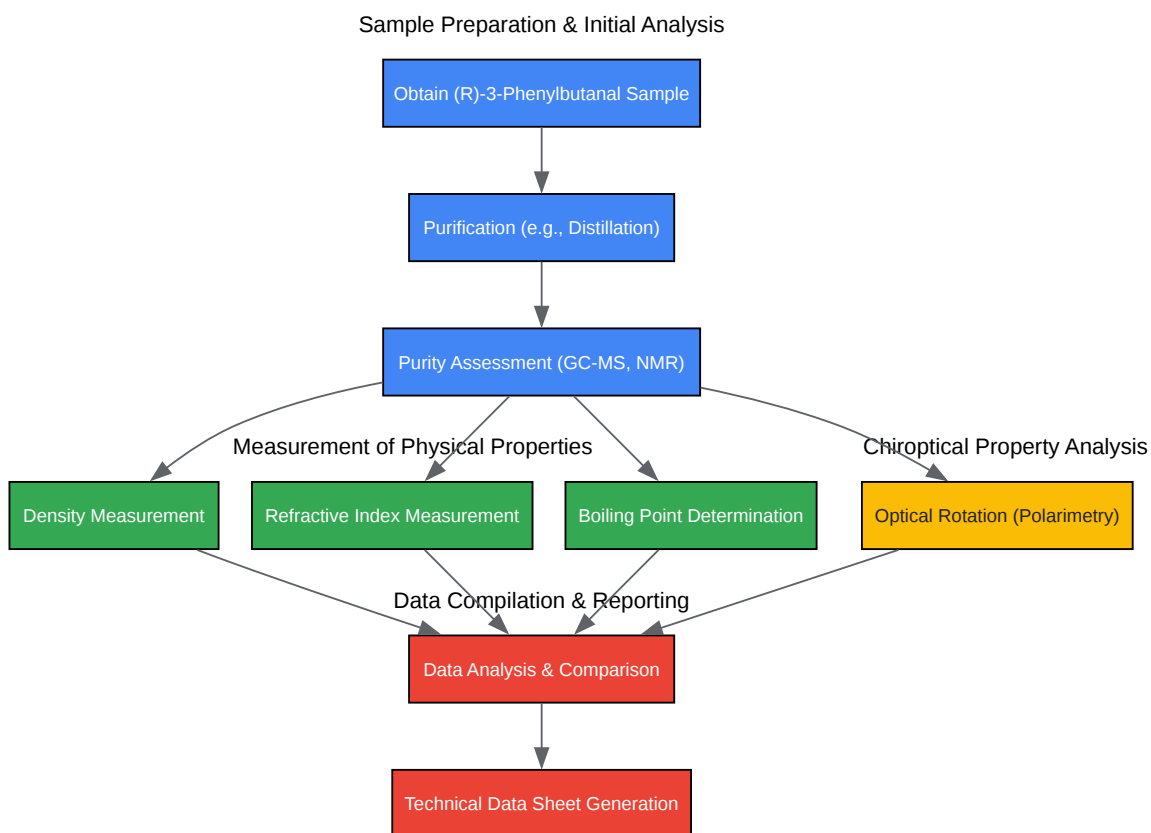 Sample Preparation & Initial Analysis
Obtain (R)-3-Phenylbutanal Sample
Purification (e.g., Distillation)
Purity Assessment (GC-MS, NMR)
Measurement of Physical Properties
Chiroptical Property Analysis
Density Measurement
Refractive Index Measurement
Boiling Point Determination
Optical Rotation (Polarimetry)
Data Compilation & Reporting
Data Analysis & Comparison
Technical Data Sheet Generation